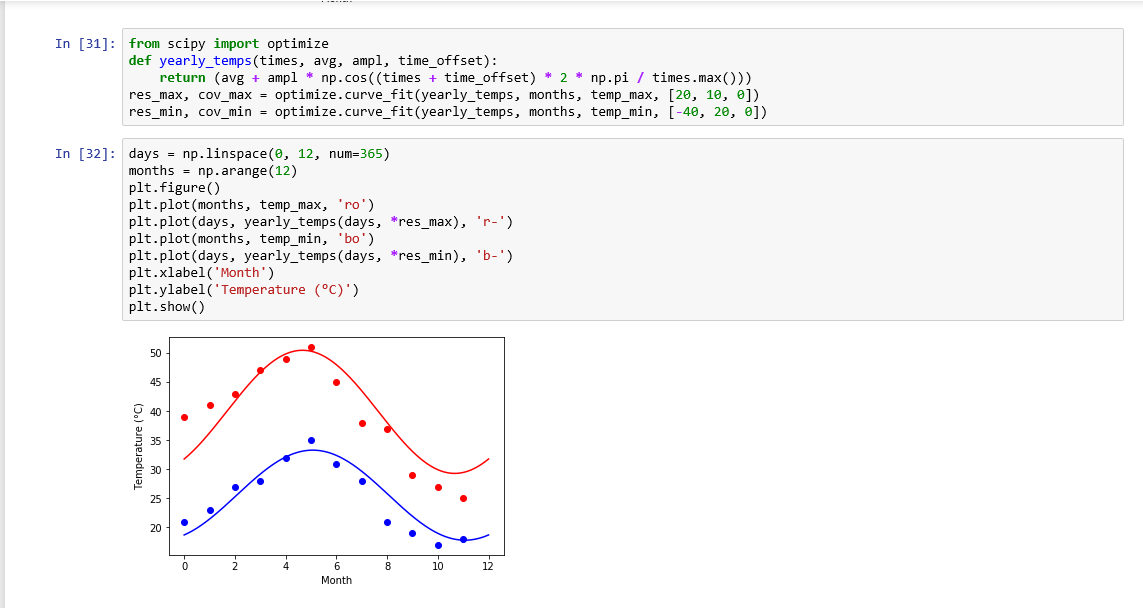 In [31]: from scipy import optimize
def yearly_temps(times, avg, ampl, time_offset):
    return (avg + ampl * np.cos((times + time_offset) * 2 * np.pi / times.max()))
res_max, cov_max = optimize.curve_fit(yearly_temps, months, temp_max, [20, 10, 0])
res_min, cov_min = optimize.curve_fit(yearly_temps, months, temp_min, [-40, 20, 0])
In [32]: days = np.linspace(0, 12, num=365)
months = np.arange(12)
plt.figure()
plt.plot(months, temp_max, 'ro')
plt.plot(days, yearly_temps(days, *res_max), 'r-')
plt.plot(months, temp_min, 'bo')
plt.plot(days, yearly_temps(days, *res_min), 'b-')
plt.xlabel('Month')
plt.ylabel('Temperature (°C)')
plt.show()
50
45
40
35
30
25
20
Temperature (°C)
0 2 4 6 8 10 12
Month